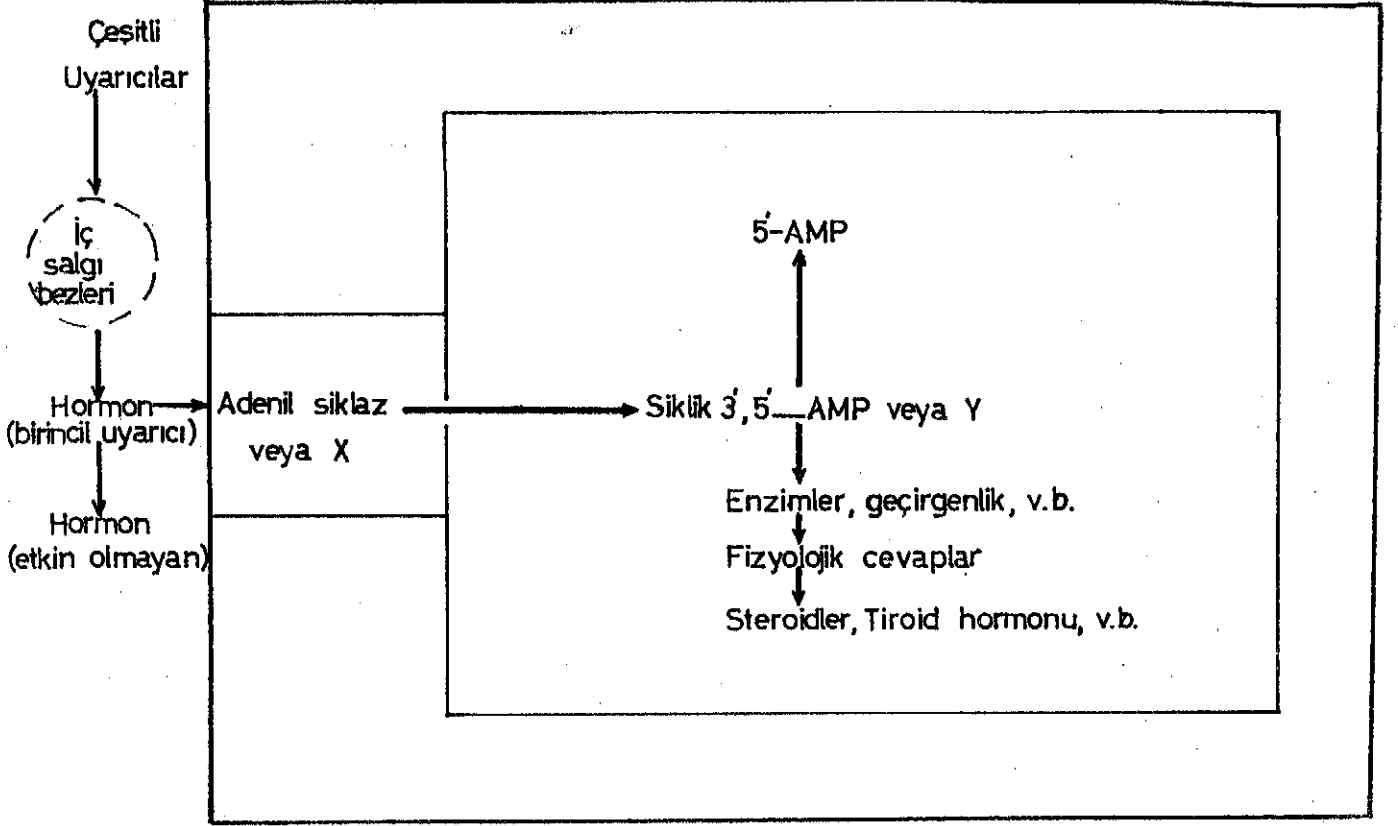 Çeşitli
Uyarıcılar
İç
salgı
bezleri
Hormon
(birincil uyarıcı)
Hormon
(etkin olmayan)
Adenil siklaz
veya X
5'-AMP
Siklik 3', 5'—AMP veya Y
Enzimler, geçirgenlik, v.b.
Fizyolojik cevaplar
Steroidler, Tiroid hormonu, v.b.